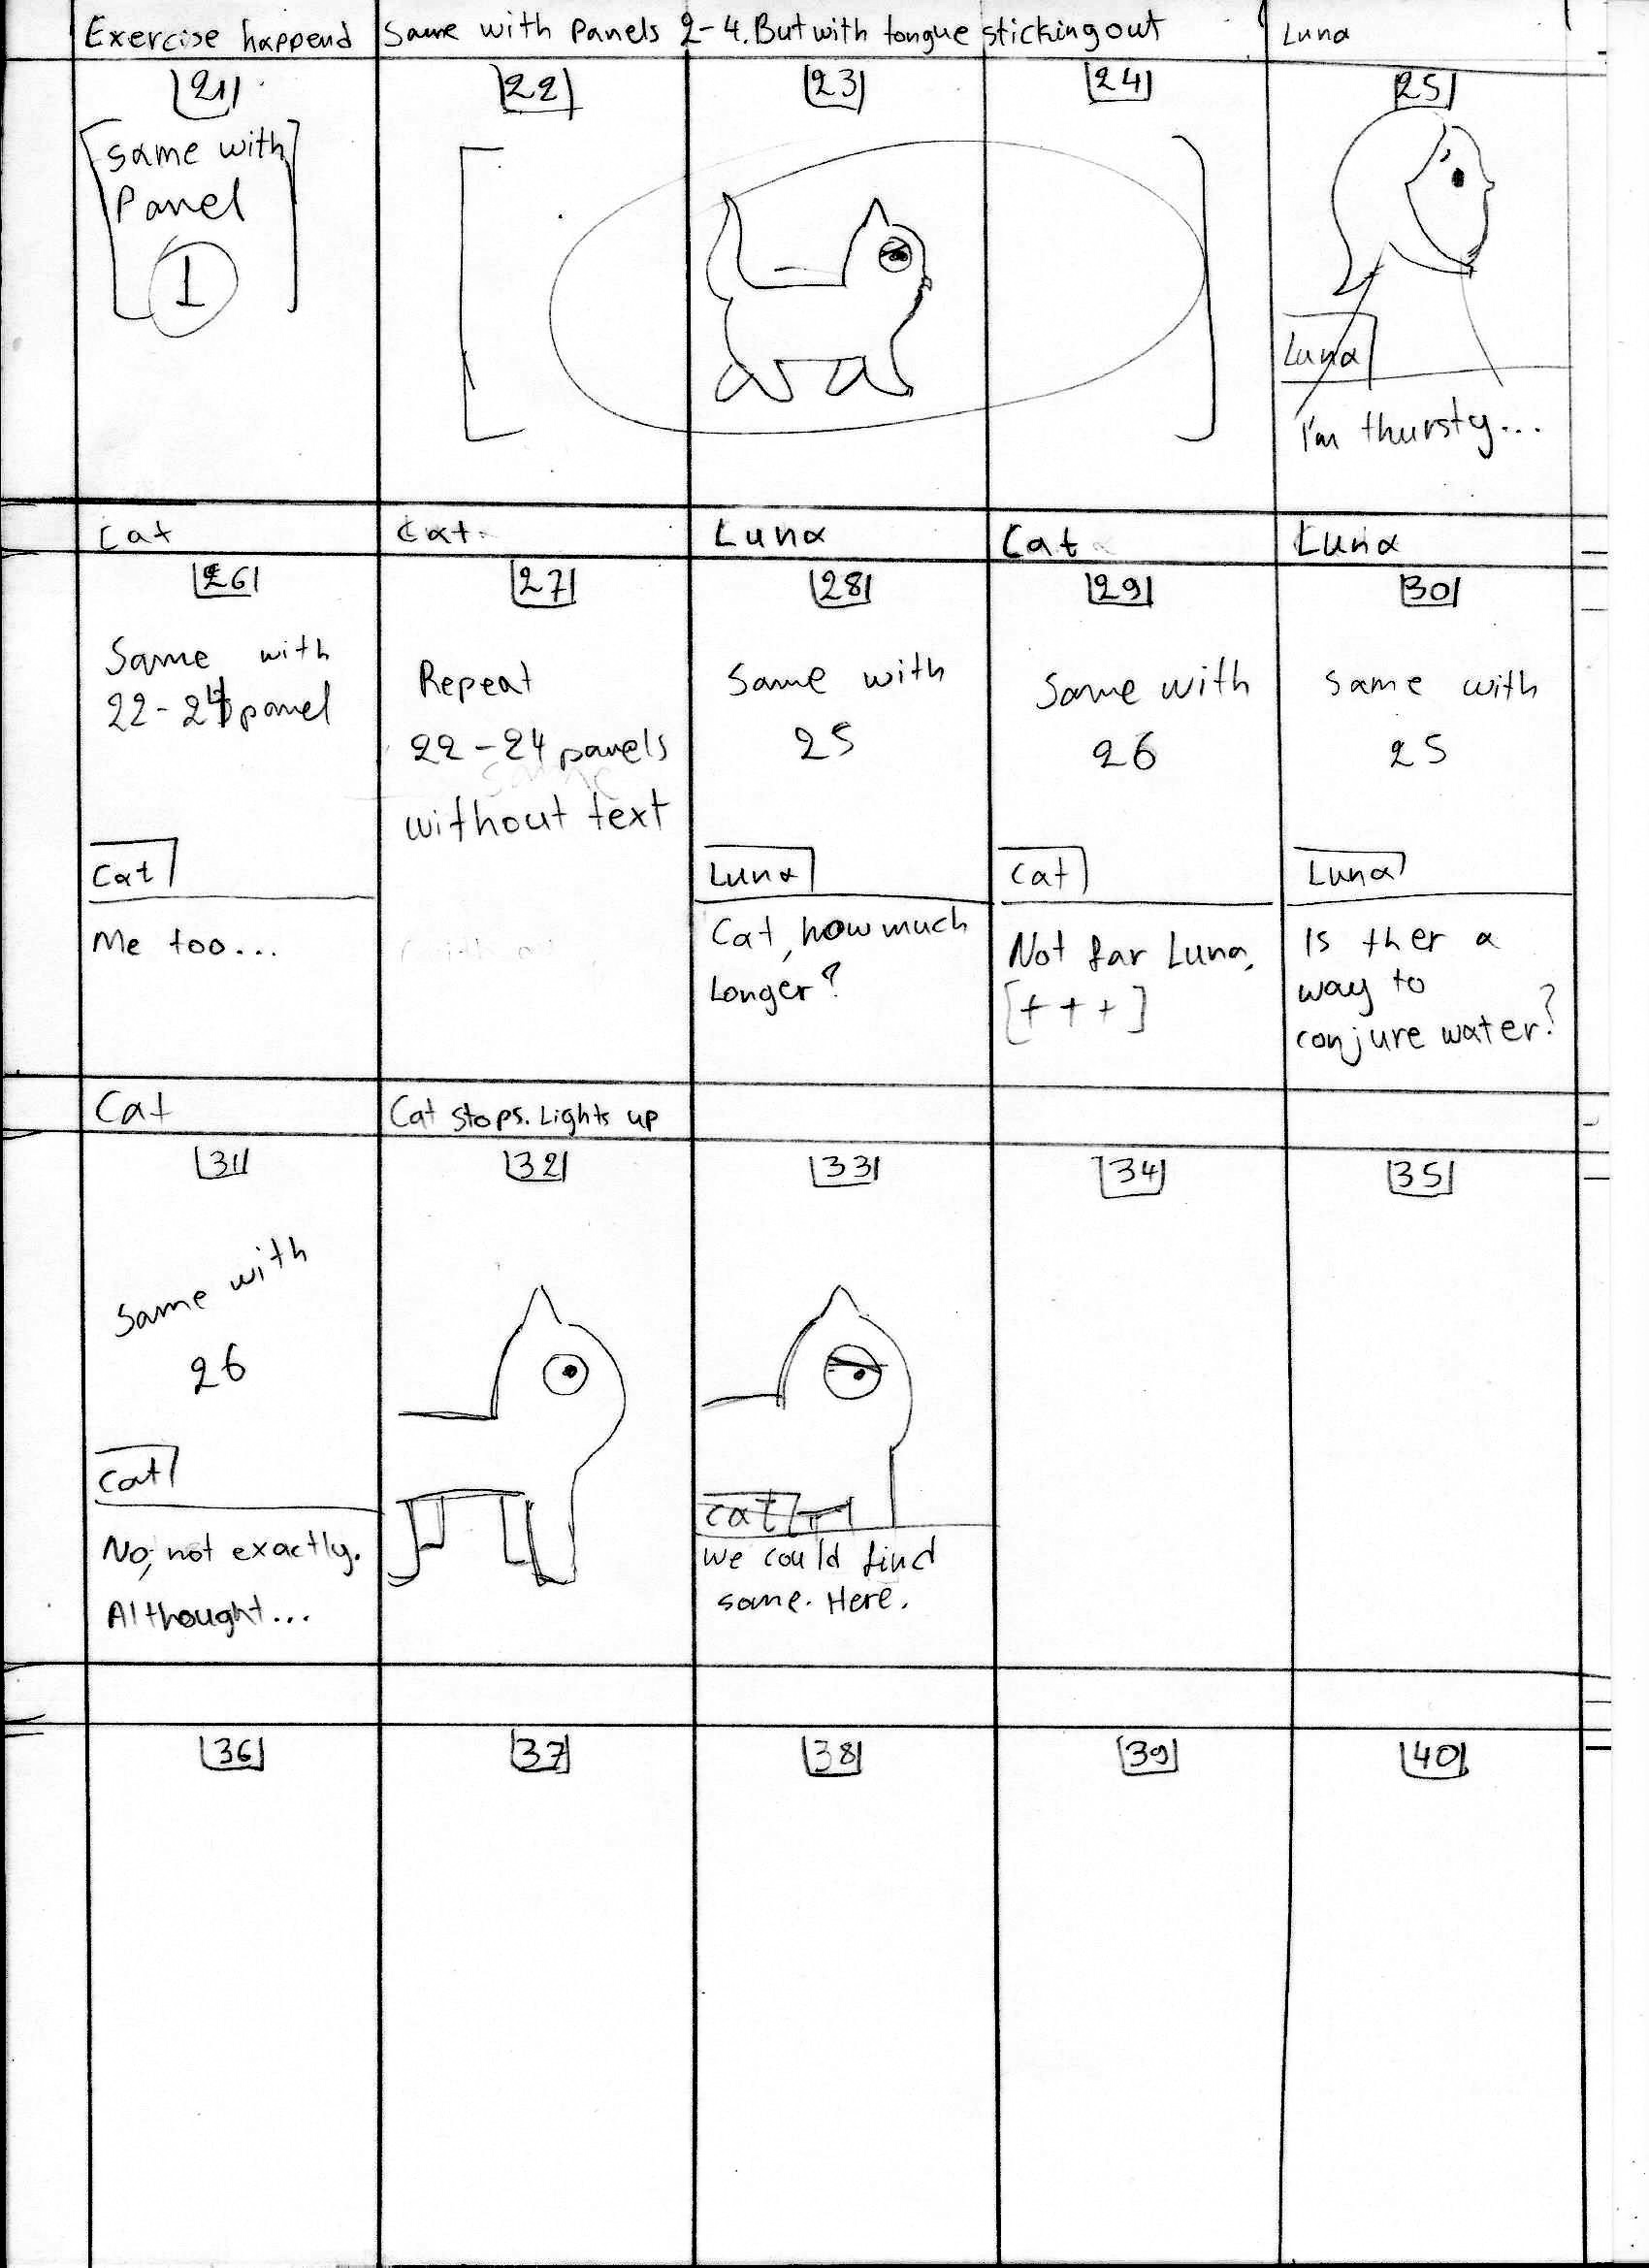 Exercise happend
Same with Panels 2-4. But with tongue sticking out
Luna
21
22
23
24
25
Same with
Panel
1
Luna
I'm thursty...
Cat
Cat
Luna
Cat
Luna
26
27
28
29
30
Same with
22-24 panel
Cat
Me too...
Repeat
22-24 panels
without text
Same with
25
Luna
Cat, how much
Longer?
Same with
26
Cat
Not far Luna.
[+++]
Same with
25
Luna
Is ther a
way to
conjure water?
Cat
Cat stops. Lights up
31
32
33
34
35
Same with
26
Cat
No, not exactly.
Althought...
Cat
We could find
some. Here.
36
37
38
39
40